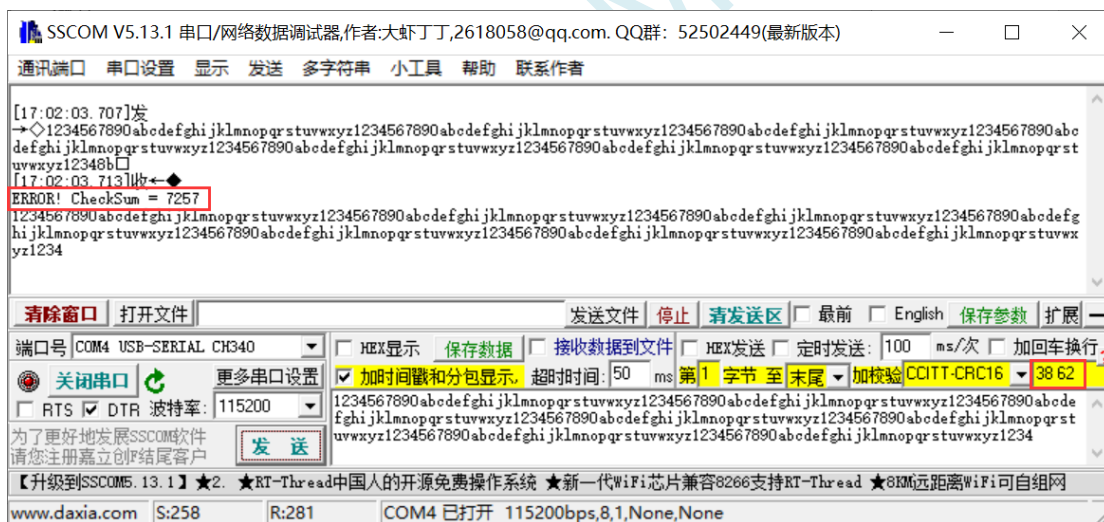 SSCOM V5.13.1 串口/网络数据调试器,作者:大虾丁丁,2618058@qq.com. QQ群: 52502449(最新版本)
通讯端口 串口设置 显示 发送 多字符串 小工具 帮助 联系作者
[17:02:03.707]发
→◇1234567890abcdefghijklmnopqrstuvwxyz1234567890abcdefghijklmnopqrstuvwxyz1234567890abc
defghijklmnopqrstuvwxyz1234567890abcdefghijklmnopqrstuvwxyz1234567890abcdefghijklmnopqrst
uvwxyz12348b□
[17:02:03.713]收←◆
ERROR! CheckSum = 7257
1234567890abcdefghijklmnopqrstuvwxyz1234567890abcdefghijklmnopqrstuvwxyz1234567890abcdefg
hijklmnopqrstuvwxyz1234567890abcdefghijklmnopqrstuvwxyz1234567890abcdefghijklmnopqrstuvwx
yz1234
清除窗口 打开文件 发送文件 停止 清发送区 最前 English 保存参数 扩展 —
端口号 COM4 USB-SERIAL CH340 HEX显示 保存数据 接收数据到文件 HEX发送 定时发送: 100 ms/次 加回车换行
关闭串口 更多串口设置 加时间戳和分包显示, 超时时间: 50 ms 第 1 字节 至 末尾 加校验 CCITT-CRC16 38 62
RTS DTR 波特率: 115200
1234567890abcdefghijklmnopqrstuvwxyz1234567890abcdefghijklmnopqrstuvwxyz1234567890abcde
fghijklmnopqrstuvwxyz1234567890abcdefghijklmnopqrstuvwxyz1234567890abcdefghijklmnopqrst
uvwxyz1234567890abcdefghijklmnopqrstuvwxyz1234567890abcdefghijklmnopqrstuvwxyz1234
为了更好地发展SSCOM软件
请您注册嘉立创F结尾客户
发 送
【升级到SSCOM5.13.1】★2. ★RT-Thread中国人的开源免费操作系统 ★新一代WiFi芯片兼容8266支持RT-Thread ★8KM远距离WiFi可自组网
www.daxia.com S:258 R:281 COM4 已打开 115200bps,8,1,None,None